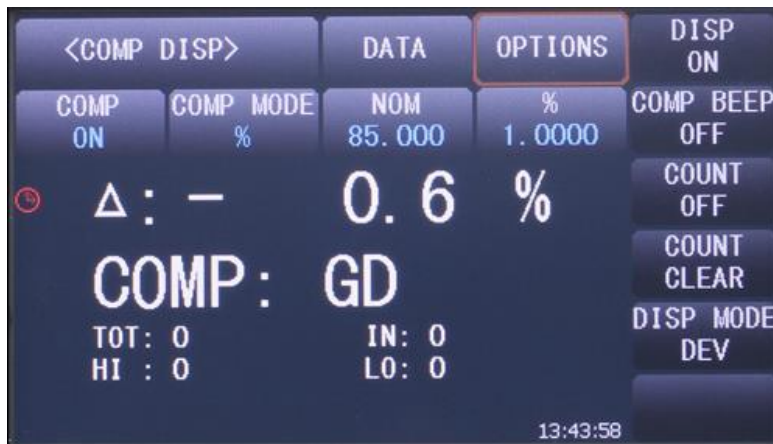 <COMP DISP> DATA OPTIONS DISP ON
COMP ON COMP MODE % NOM 85.000 % 1.0000 COMP BEEP OFF
Δ: - 0.6 %
COUNT OFF
COMP: GD
COUNT CLEAR
TOT: 0 IN: 0
HI : 0 LO: 0
DISP MODE DEV
13:43:58